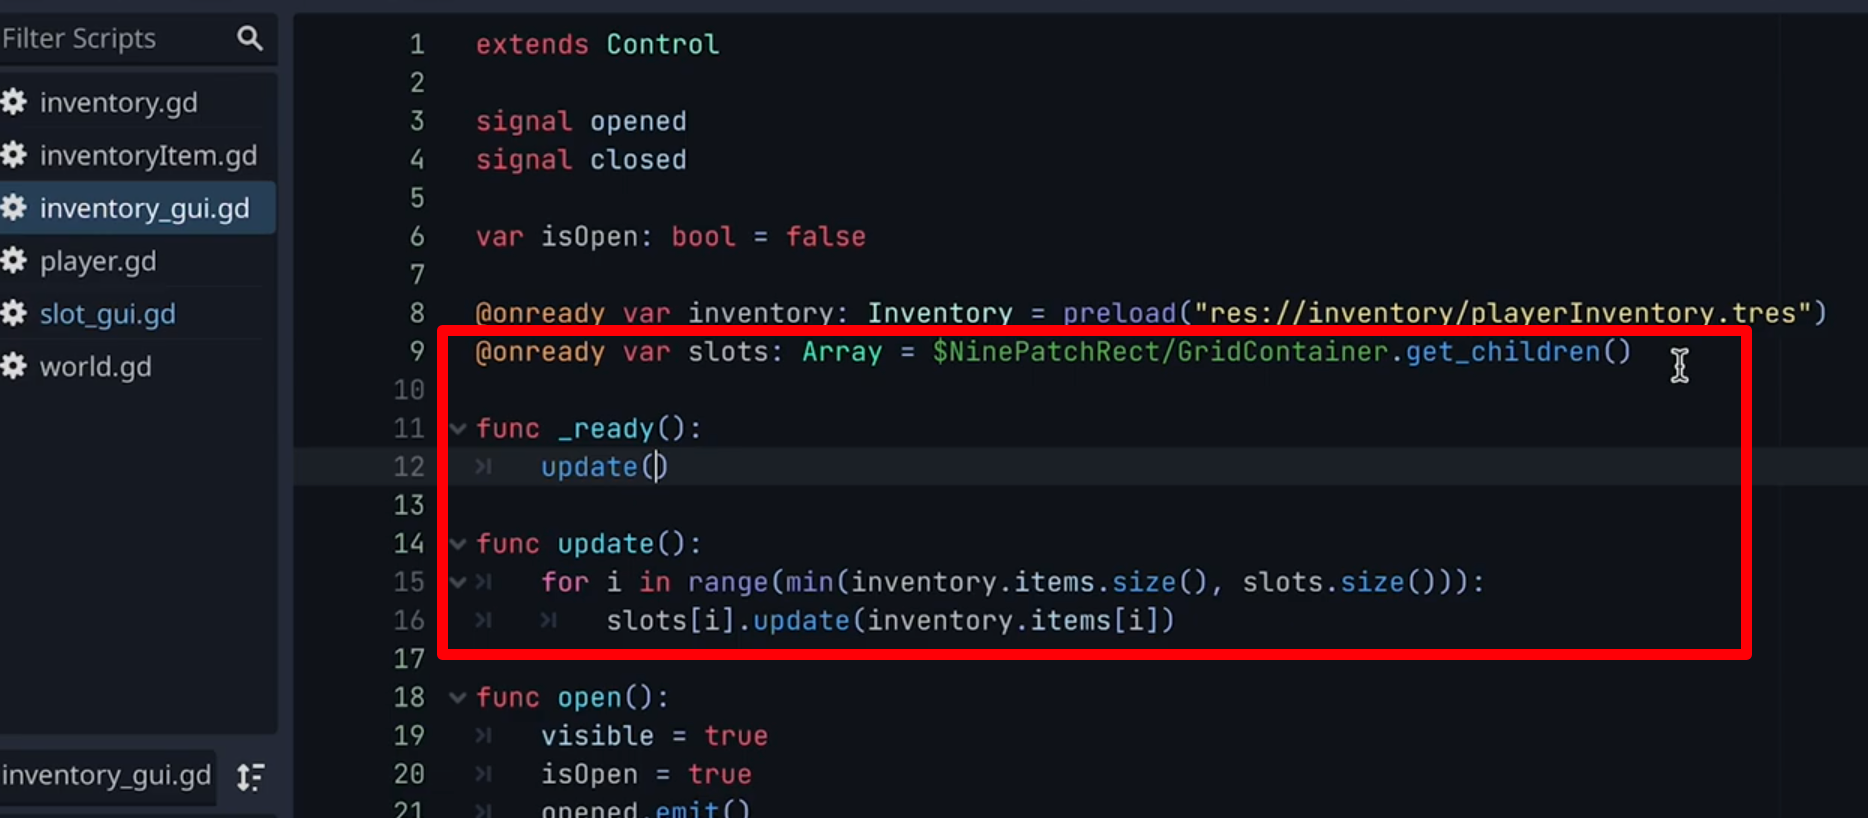 Filter Scripts
inventory.gd
inventoryItem.gd
inventory_gui.gd
player.gd
slot_gui.gd
world.gd
inventory_gui.gd
1 extends Control
2
3 signal opened
4 signal closed
5
6 var isOpen: bool = false
7
8 @onready var inventory: Inventory = preload("res://inventory/playerInventory.tres")
9 @onready var slots: Array = $NinePatchRect/GridContainer.get_children()
10
11 func _ready():
12 update()
13
14 func update():
15 for i in range(min(inventory.items.size(), slots.size())):
16 slots[i].update(inventory.items[i])
17
18 func open():
19 visible = true
20 isOpen = true
21 opened.emit()